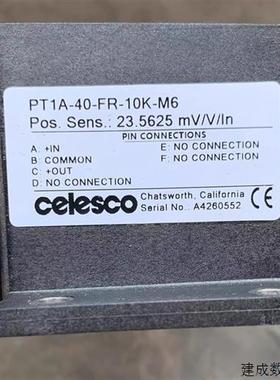 PT1A-40-FR-10K-M6
Pos. Sens.: 23.5625 mV/V/In
PIN CONNECTIONS
A: +IN
B: COMMON
C: +OUT
D: NO CONNECTION
E: NO CONNECTION
F: NO CONNECTION
celesco
Chatsworth, California
Serial No.: A4260552
建成数